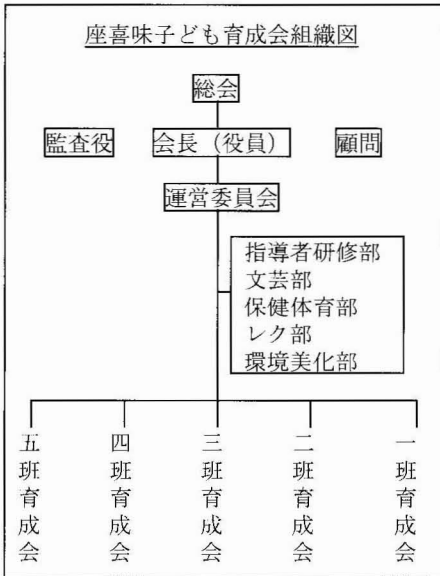 座喜味子ども育成会組織図
総会
監査役
会長（役員）
顧問
運営委員会
指導者研修部
文芸部
保健体育部
レク部
環境美化部
一班育成会
二班育成会
三班育成会
四班育成会
五班育成会